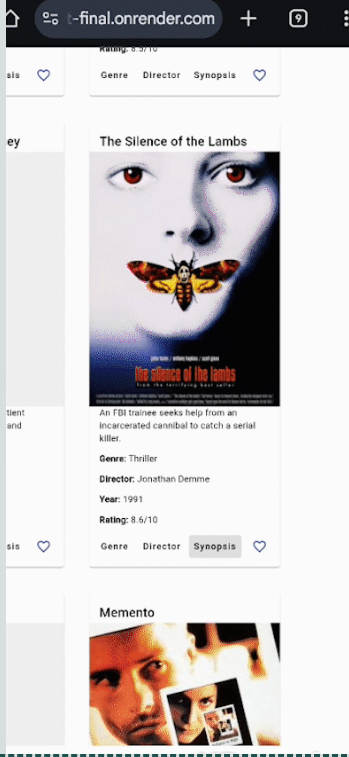 t-final.onrender.com
9
Rating: 8.5/10
sis
Genre Director Synopsis
ey
The Silence of the Lambs
the silence of the lambs
from the terrifying best seller
tient
and
An FBI trainee seeks help from an
incarcerated cannibal to catch a serial
killer.
Genre: Thriller
Director: Jonathan Demme
Year: 1991
Rating: 8.6/10
sis
Genre Director Synopsis
Memento